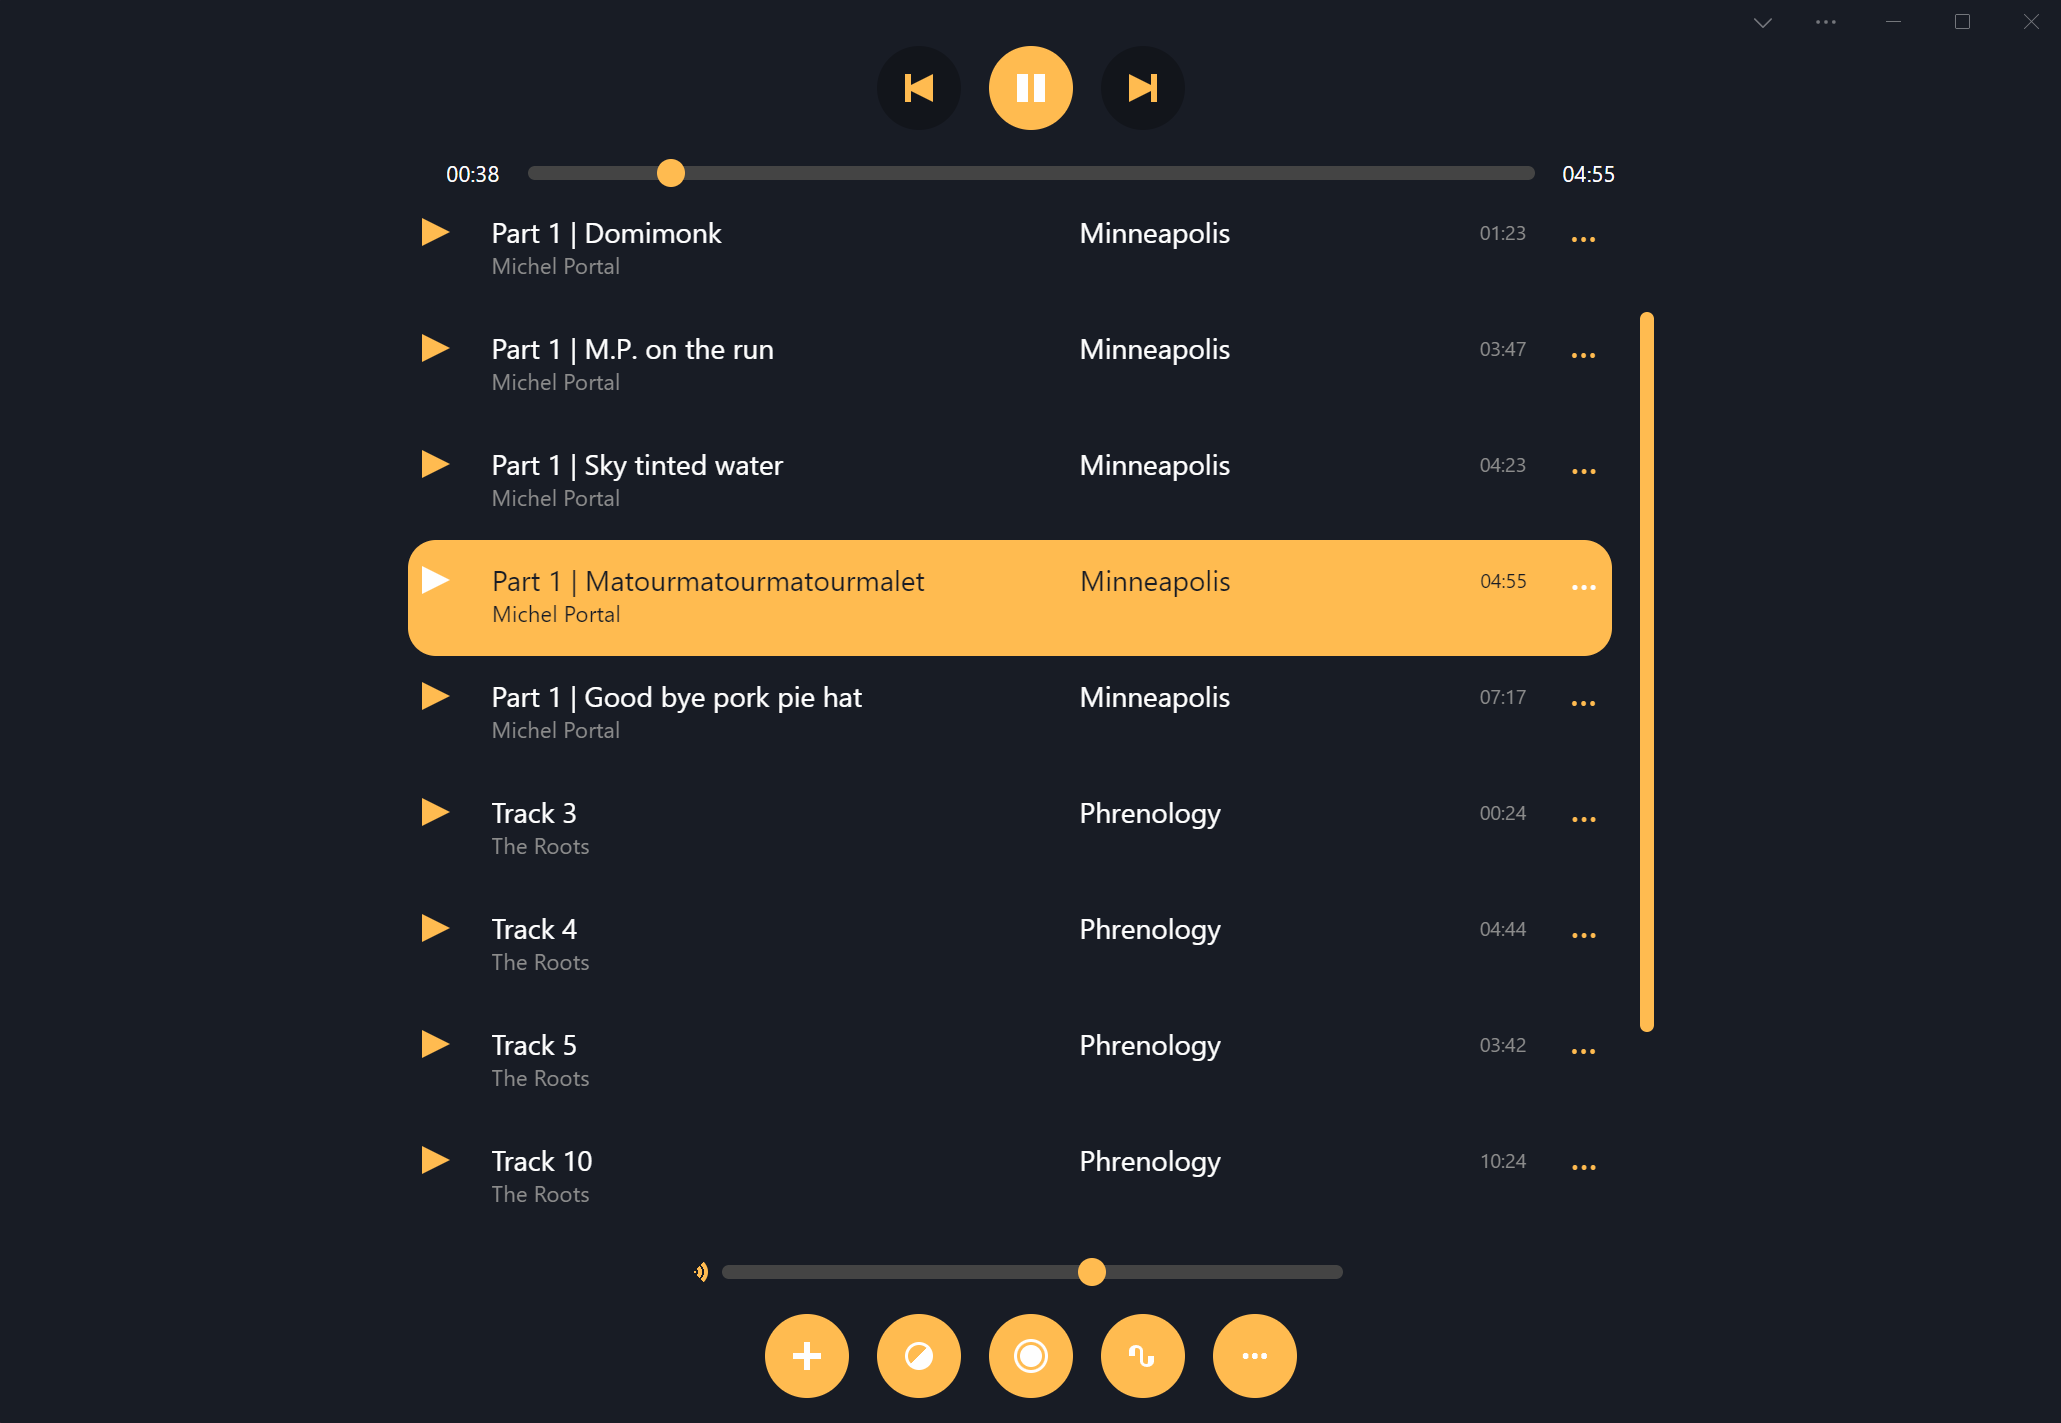 00:38 04:55
Part 1 | Domimonk Minneapolis 01:23
Michel Portal
Part 1 | M.P. on the run Minneapolis 03:47
Michel Portal
Part 1 | Sky tinted water Minneapolis 04:23
Michel Portal
Part 1 | Matourmatourmatourmalet Minneapolis 04:55
Michel Portal
Part 1 | Good bye pork pie hat Minneapolis 07:17
Michel Portal
Track 3 Phrenology 00:24
The Roots
Track 4 Phrenology 04:44
The Roots
Track 5 Phrenology 03:42
The Roots
Track 10 Phrenology 10:24
The Roots